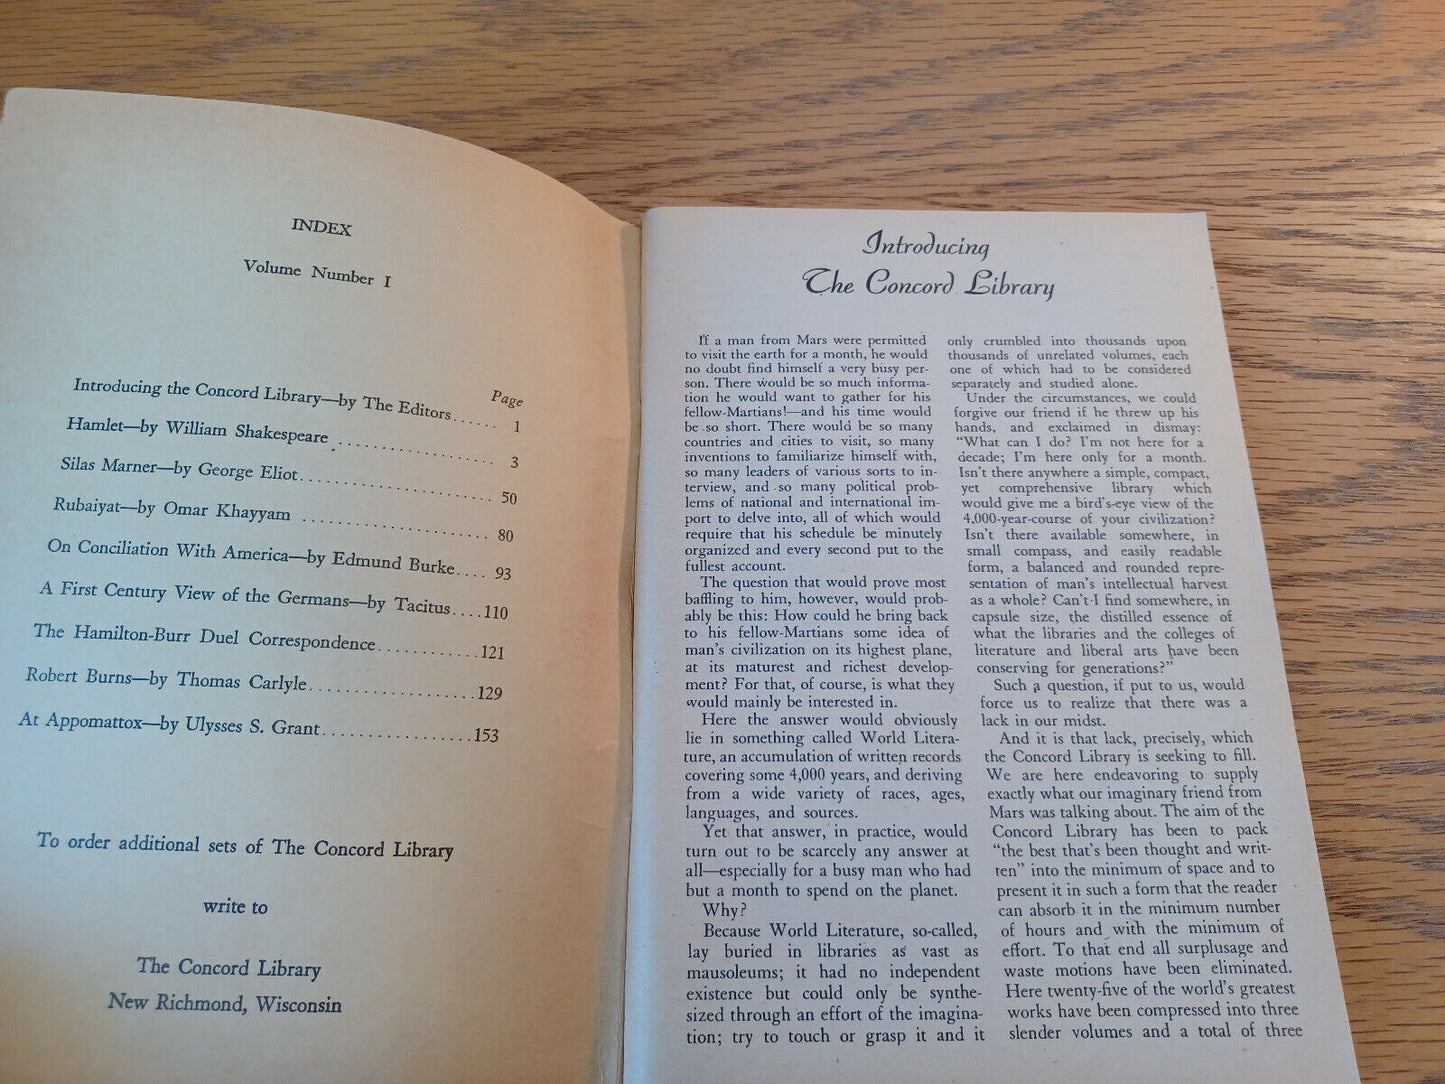 INDEX
Volume Number I
Page
Introducing the Concord Library—by The Editors...... 1
Hamlet—by William Shakespeare .................. 3
Silas Marner—by George Eliot...................... 50
Rubaiyat—by Omar Khayyam ..................... 80
On Conciliation With America—by Edmund Burke.... 93
A First Century View of the Germans—by Tacitus....110
The Hamilton-Burr Duel Correspondence............121
Robert Burns—by Thomas Carlyle...................129
At Appomattox—by Ulysses S. Grant.................153
To order additional sets of The Concord Library
write to
The Concord Library
New Richmond, Wisconsin
Introducing
The Concord Library
If a man from Mars were permitted
to visit the earth for a month, he would
no doubt find himself a very busy per-
son. There would be so much informa-
tion he would want to gather for his
fellow-Martians!—and his time would
be so short. There would be so many
countries and cities to visit, so many
inventions to familiarize himself with,
so many leaders of various sorts to in-
terview, and so many political prob-
lems of national and international im-
port to delve into, all of which would
require that his schedule be minutely
organized and every second put to the
fullest account.
The question that would prove most
baffling to him, however, would prob-
ably be this: How could he bring back
to his fellow-Martians some idea of
man's civilization on its highest plane,
at its maturest and richest develop-
ment? For that, of course, is what they
would mainly be interested in.
Here the answer would obviously
lie in something called World Litera-
ture, an accumulation of written records
covering some 4,000 years, and deriving
from a wide variety of races, ages,
languages, and sources.
Yet that answer, in practice, would
turn out to be scarcely any answer at
all—especially for a busy man who had
but a month to spend on the planet.
Why?
Because World Literature, so-called,
lay buried in libraries as vast as
mausoleums; it had no independent
existence but could only be synthe-
sized through an effort of the imagina-
tion; try to touch or grasp it and it
only crumbled into thousands upon
thousands of unrelated volumes, each
one of which had to be considered
separately and studied alone.
Under the circumstances, we could
forgive our friend if he threw up his
hands, and exclaimed in dismay:
"What can I do? I'm not here for a
decade; I'm here only for a month.
Isn't there anywhere a simple, compact,
yet comprehensive library which
would give me a bird's-eye view of the
4,000-year-course of your civilization?
Isn't there available somewhere, in
small compass, and easily readable
form, a balanced and rounded repre-
sentation of man's intellectual harvest
as a whole? Can't I find somewhere, in
capsule size, the distilled essence of
what the libraries and the colleges of
literature and liberal arts have been
conserving for generations?"
Such a question, if put to us, would
force us to realize that there was a
lack in our midst.
And it is that lack, precisely, which
the Concord Library is seeking to fill.
We are here endeavoring to supply
exactly what our imaginary friend from
Mars was talking about. The aim of the
Concord Library has been to pack
"the best that's been thought and writ-
ten" into the minimum of space and to
present it in such a form that the reader
can absorb it in the minimum number
of hours and with the minimum of
effort. To that end all surplusage and
waste motions have been eliminated.
Here twenty-five of the world's greatest
works have been compressed into three
slender volumes and a total of three